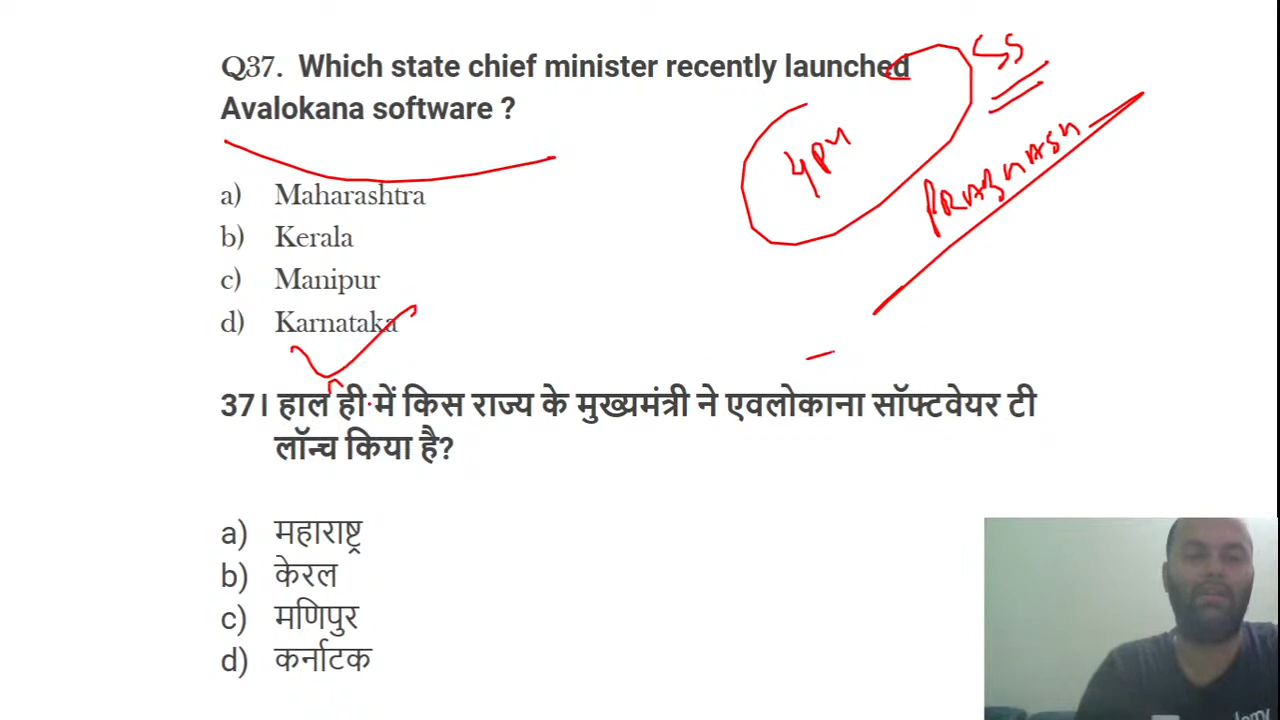 Q37. Which state chief minister recently launched
Avalokana software ?
SS
4PM
PRABHASH
a) Maharashtra
b) Kerala
c) Manipur
d) Karnataka
37। हाल ही में किस राज्य के मुख्यमंत्री ने एवलोकाना सॉफ्टवेयर टी
लॉन्च किया है?
a) महाराष्ट्र
b) केरल
c) मणिपुर
d) कर्नाटक